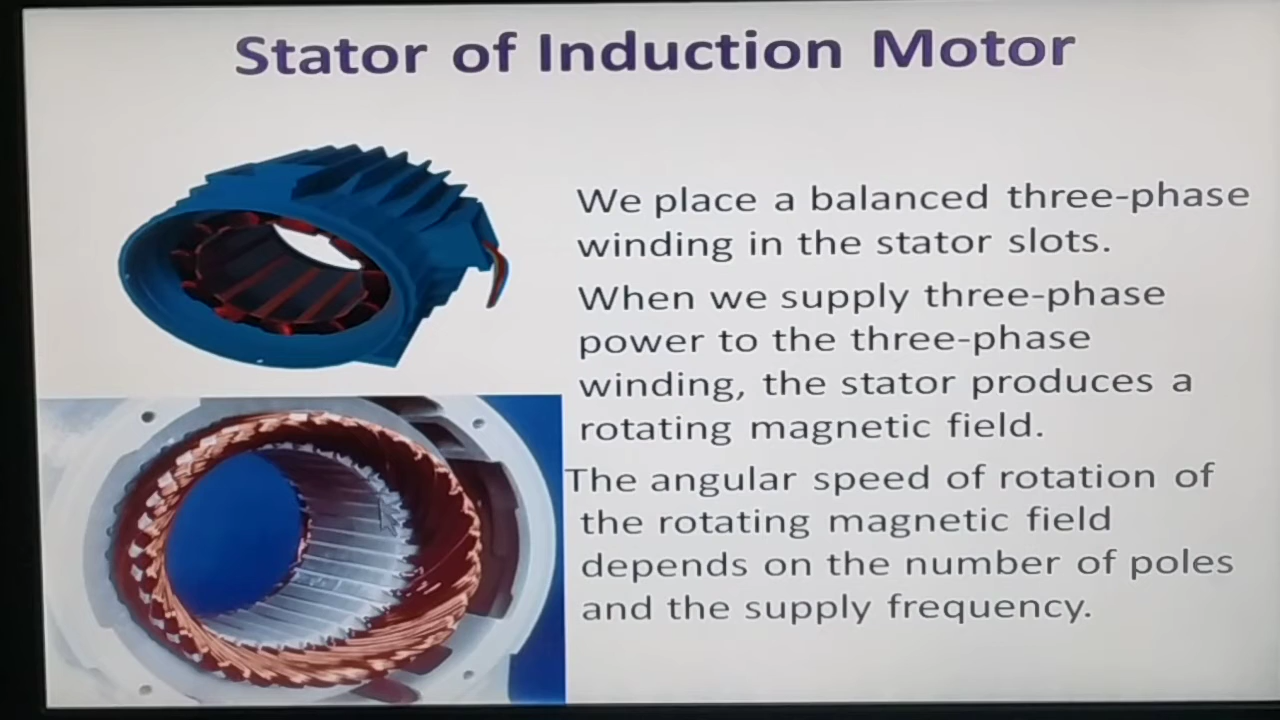 Stator of Induction Motor
We place a balanced three-phase
winding in the stator slots.
When we supply three-phase
power to the three-phase
winding, the stator produces a
rotating magnetic field.
The angular speed of rotation of
the rotating magnetic field
depends on the number of poles
and the supply frequency.